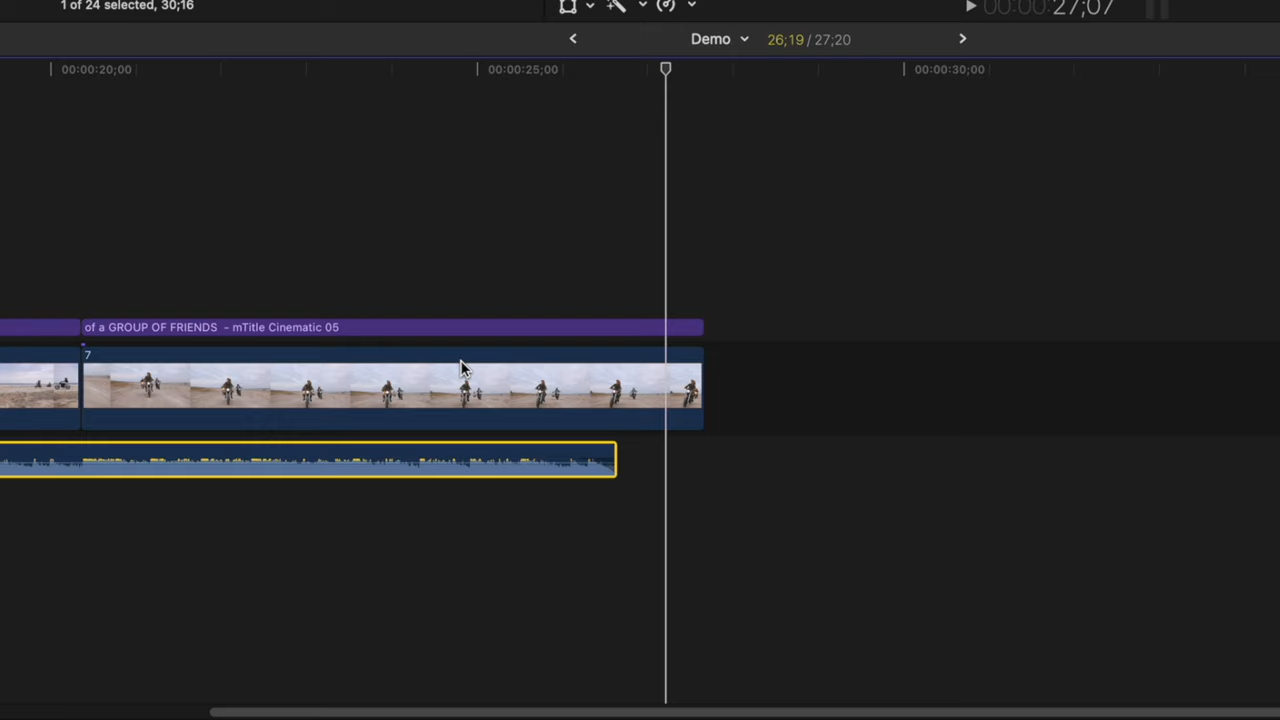 1 of 24 selected, 30;16
00:00:27;07
Demo
26;19 / 27;20
00:00:20;00
00:00:25;00
00:00:30;00
of a GROUP OF FRIENDS - mTitle Cinematic 05
7